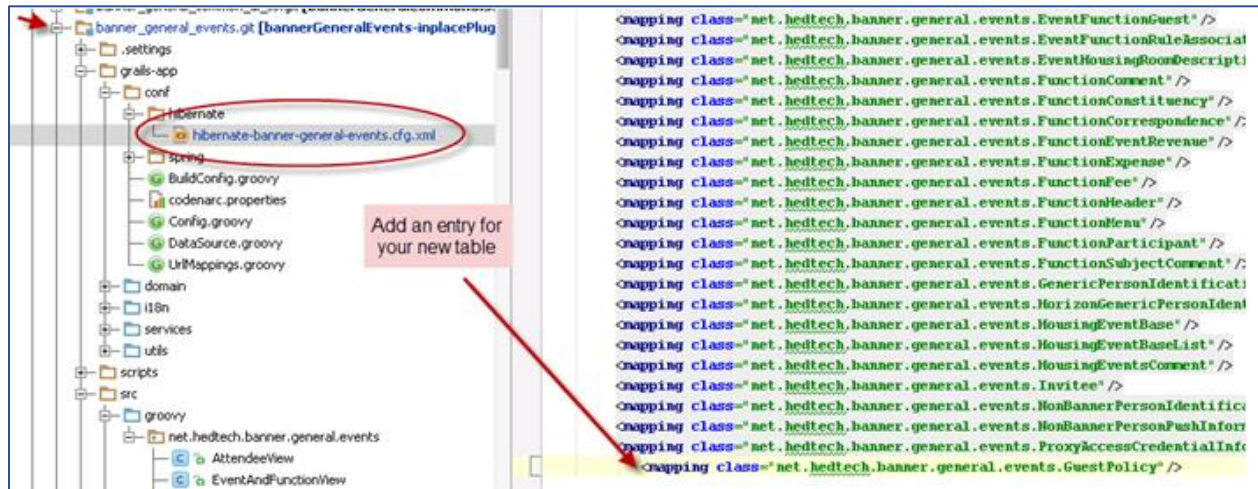 banner_general_events.git [bannerGeneralEvents-inplacePlug
.settings
grails-app
conf
hibernate
hibernate-banner-general-events.cfg.xml
spring
BuildConfig.groovy
codenarc.properties
Config.groovy
DataSource.groovy
UrlMappings.groovy
domain
i18n
services
utils
scripts
src
groovy
net.hedtech.banner.general.events
AttendeeView
EventAndFunctionView
Add an entry for
your new table
<mapping class="net.hedtech.banner.general.events.EventFunctionGuest"/>
<mapping class="net.hedtech.banner.general.events.EventFunctionRuleAssociat
<mapping class="net.hedtech.banner.general.events.EventHousingRoomDescripti
<mapping class="net.hedtech.banner.general.events.FunctionComment"/>
<mapping class="net.hedtech.banner.general.events.FunctionConstituency"/>
<mapping class="net.hedtech.banner.general.events.FunctionCorrespondence"/>
<mapping class="net.hedtech.banner.general.events.FunctionEventRevenue"/>
<mapping class="net.hedtech.banner.general.events.FunctionExpense"/>
<mapping class="net.hedtech.banner.general.events.FunctionFee"/>
<mapping class="net.hedtech.banner.general.events.FunctionHeader"/>
<mapping class="net.hedtech.banner.general.events.FunctionMenu"/>
<mapping class="net.hedtech.banner.general.events.FunctionParticipant"/>
<mapping class="net.hedtech.banner.general.events.FunctionSubjectComment"/>
<mapping class="net.hedtech.banner.general.events.GenericPersonIdentificati
<mapping class="net.hedtech.banner.general.events.HorizonGenericPersonIdent
<mapping class="net.hedtech.banner.general.events.HousingEventBase"/>
<mapping class="net.hedtech.banner.general.events.HousingEventBaseList"/>
<mapping class="net.hedtech.banner.general.events.HousingEventsComment"/>
<mapping class="net.hedtech.banner.general.events.Invitee"/>
<mapping class="net.hedtech.banner.general.events.NonBannerPersonIdentifica
<mapping class="net.hedtech.banner.general.events.NonBannerPersonPushInform
<mapping class="net.hedtech.banner.general.events.ProxyAccessCredentialInfo
<mapping class="net.hedtech.banner.general.events.GuestPolicy"/>